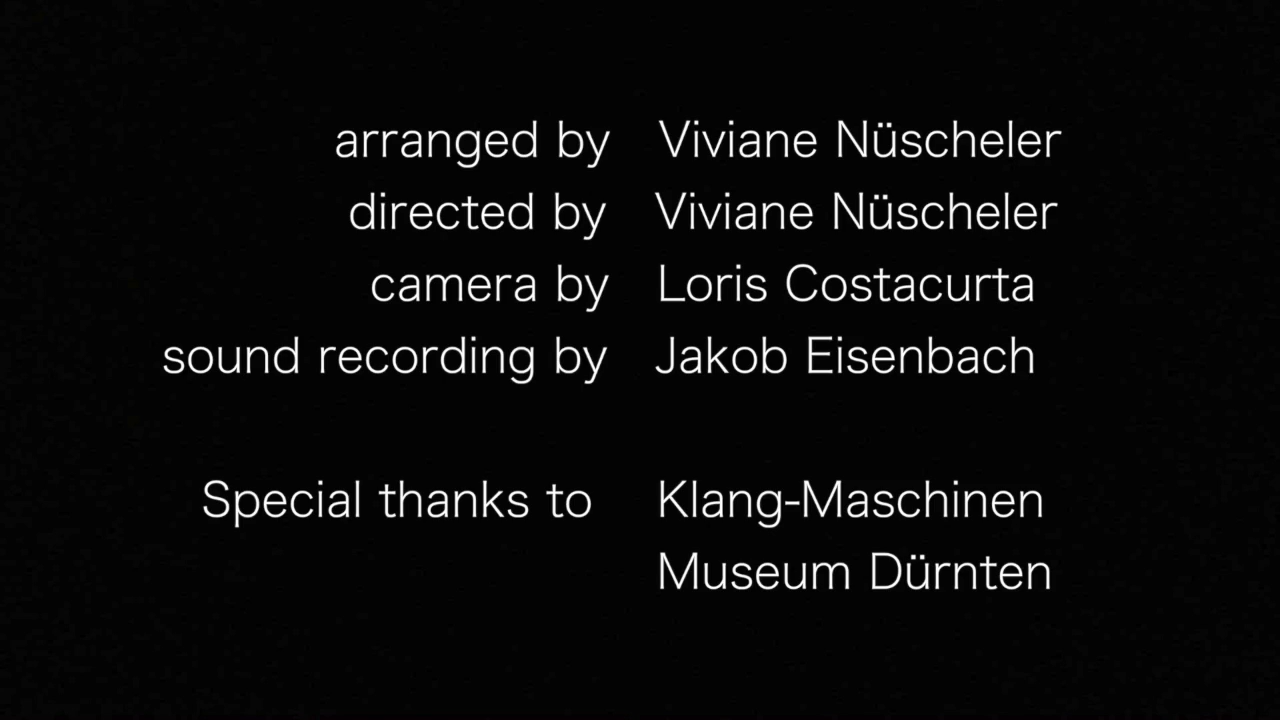 arranged by Viviane Nüscheler
directed by Viviane Nüscheler
camera by Loris Costacurta
sound recording by Jakob Eisenbach
Special thanks to Klang-Maschinen
Museum Dürnten